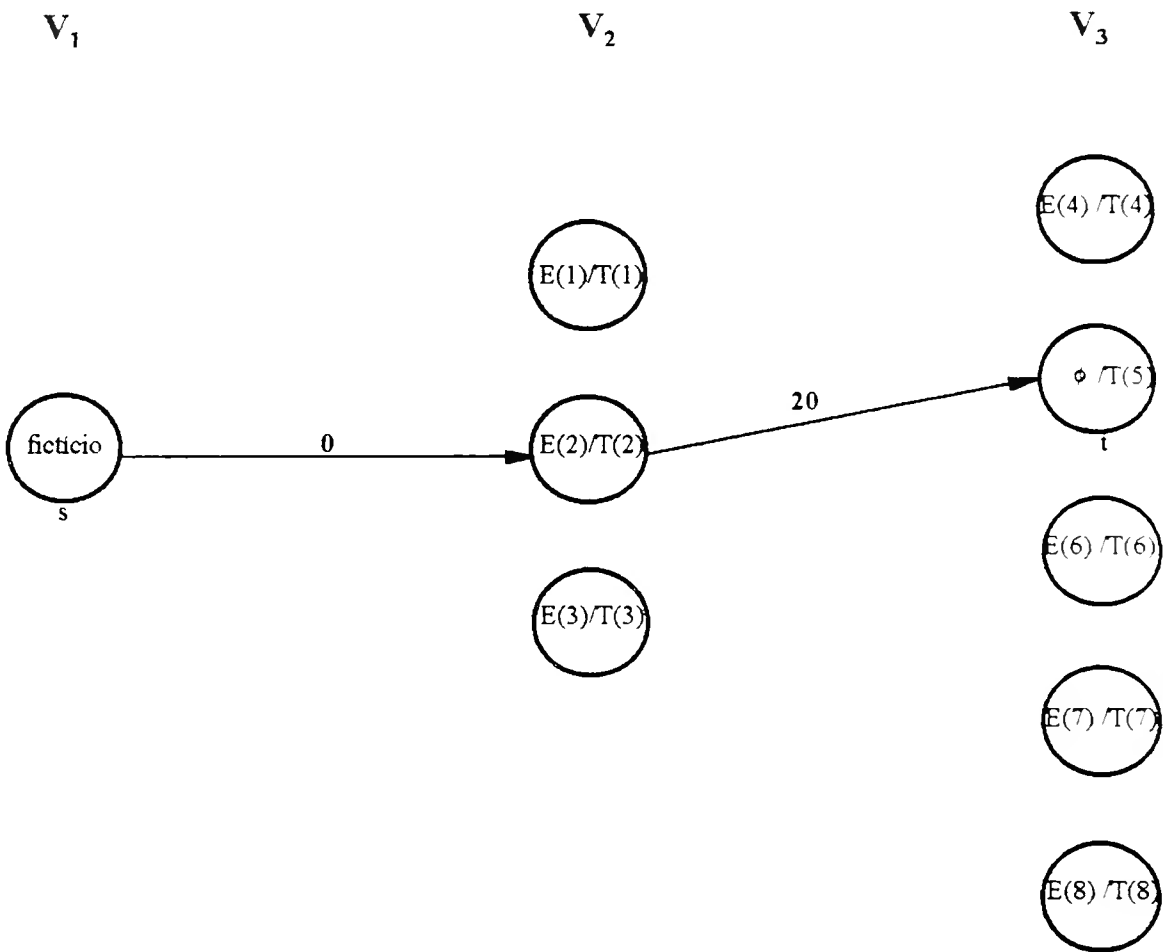 V₁ V₂ V₃
E(4) /T(4)
E(1)/T(1)
ϕ /T(5)
20
t
fictício 0 E(2)/T(2)
s
E(6) /T(6)
E(3)/T(3)
E(7) /T(7)
E(8) /T(8)